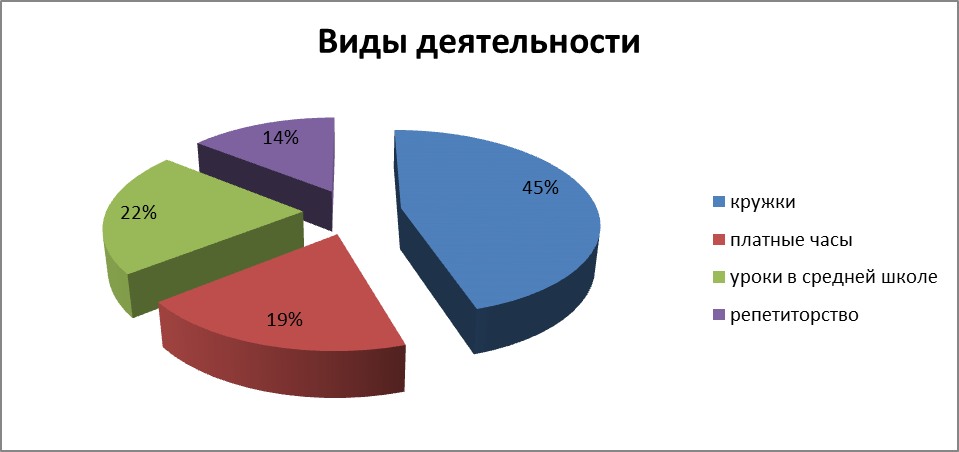 Виды деятельности
14%
45%
22%
19%
кружки
платные часы
уроки в средней школе
репетиторство